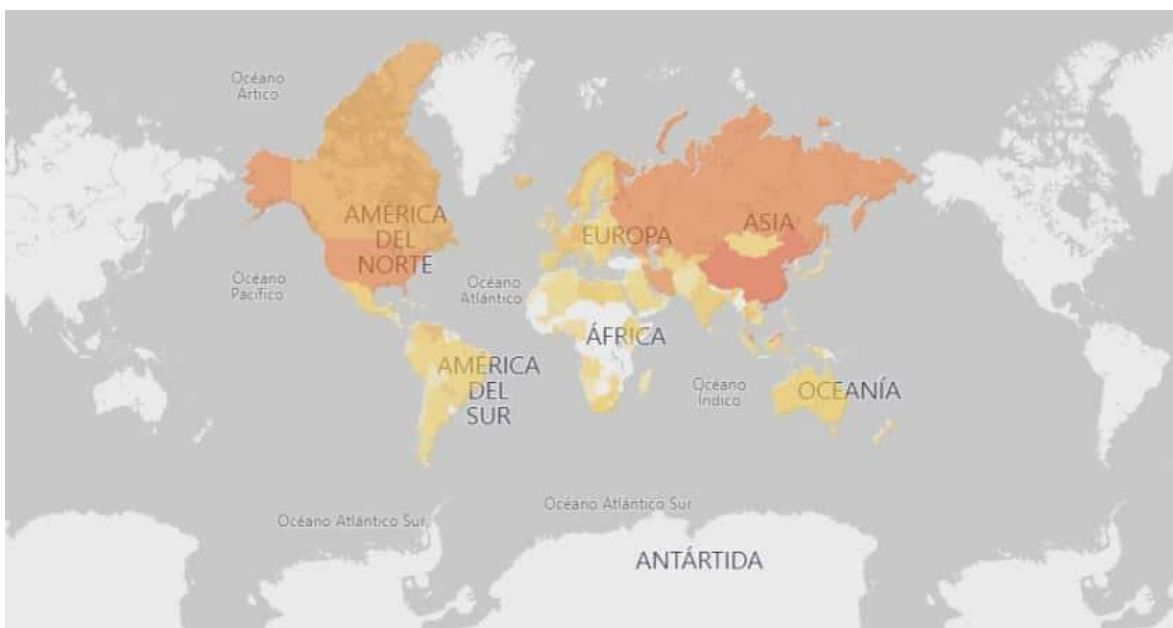 Océano
Ártico
AMÉRICA
DEL
NORTE
EUROPA
ASIA
Océano
Pacífico
Océano
Atlántico
ÁFRICA
AMÉRICA
DEL
SUR
Océano
Índico
OCEANÍA
Océano Atlántico Sur
Océano Atlántico Sur
ANTÁRTIDA